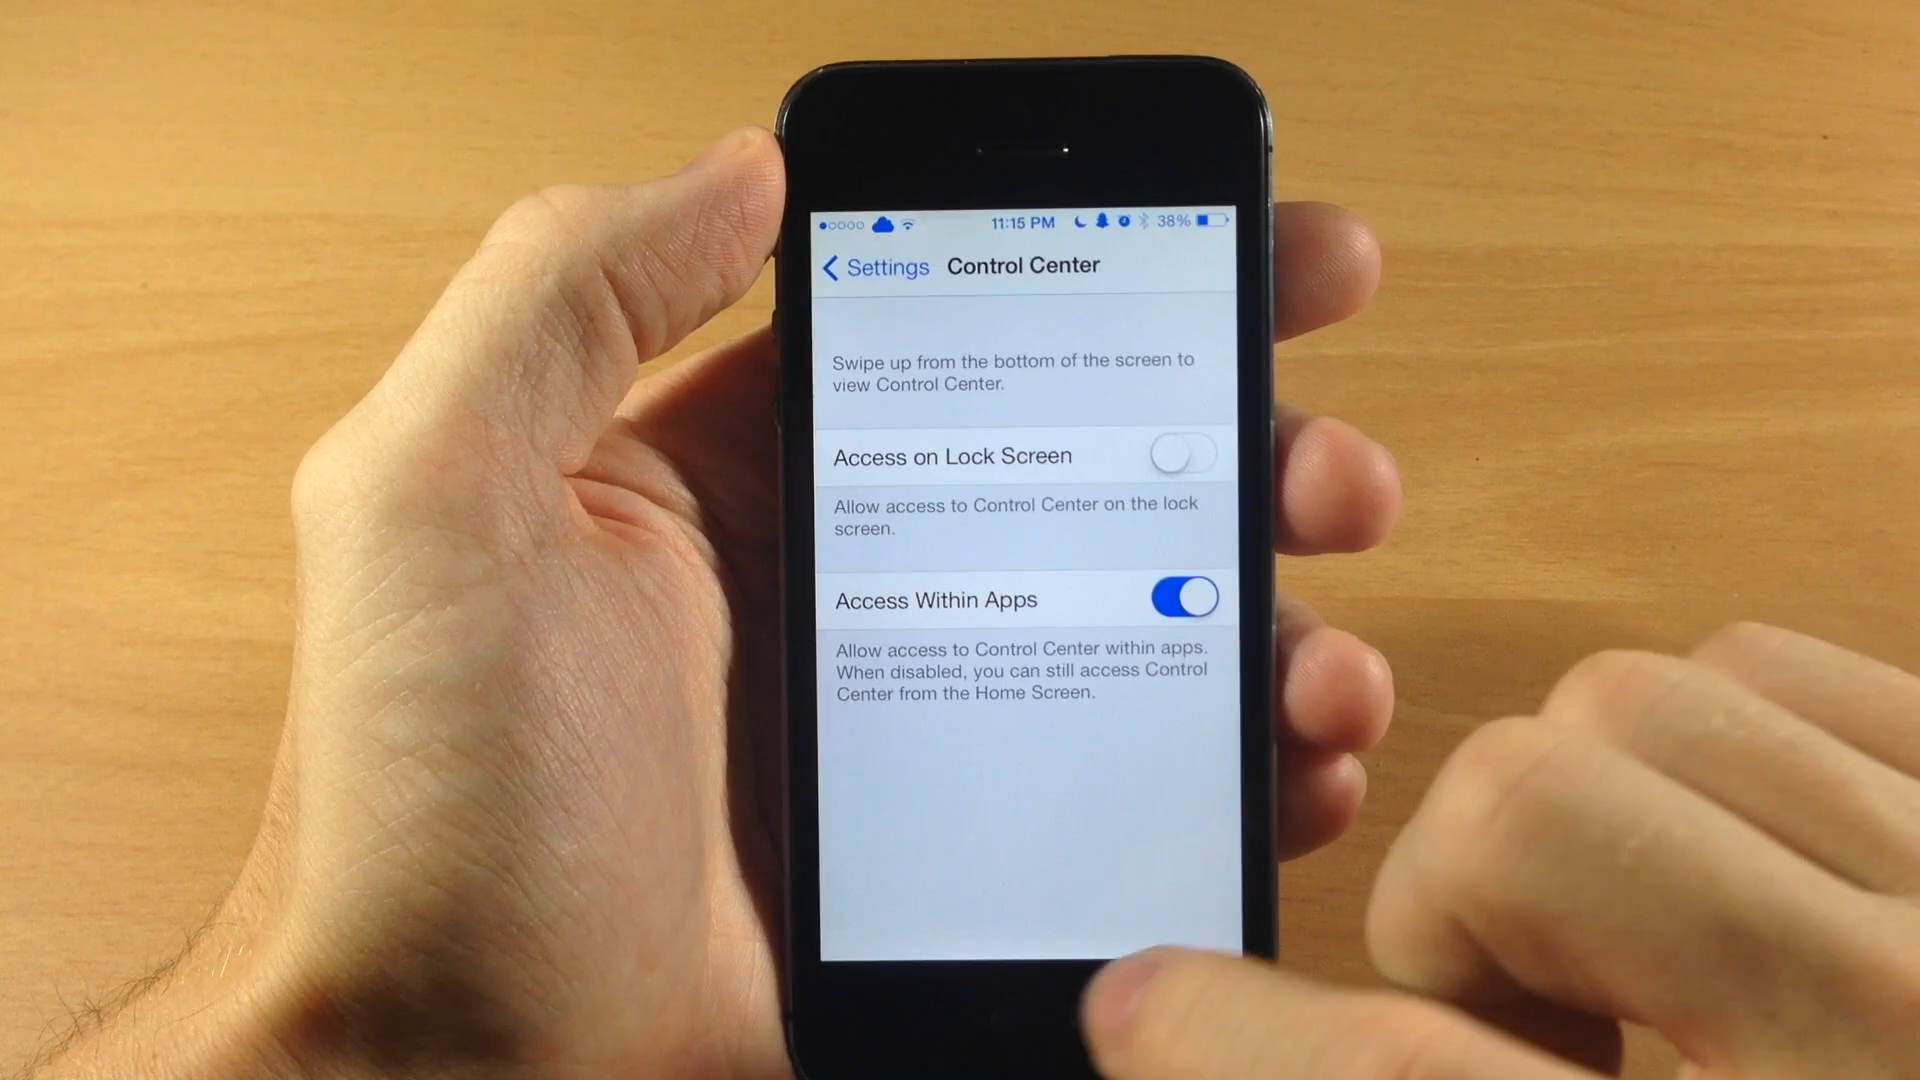 11:15 PM 38%
Settings Control Center
Swipe up from the bottom of the screen to
view Control Center.
Access on Lock Screen
Allow access to Control Center on the lock
screen.
Access Within Apps
Allow access to Control Center within apps.
When disabled, you can still access Control
Center from the Home Screen.